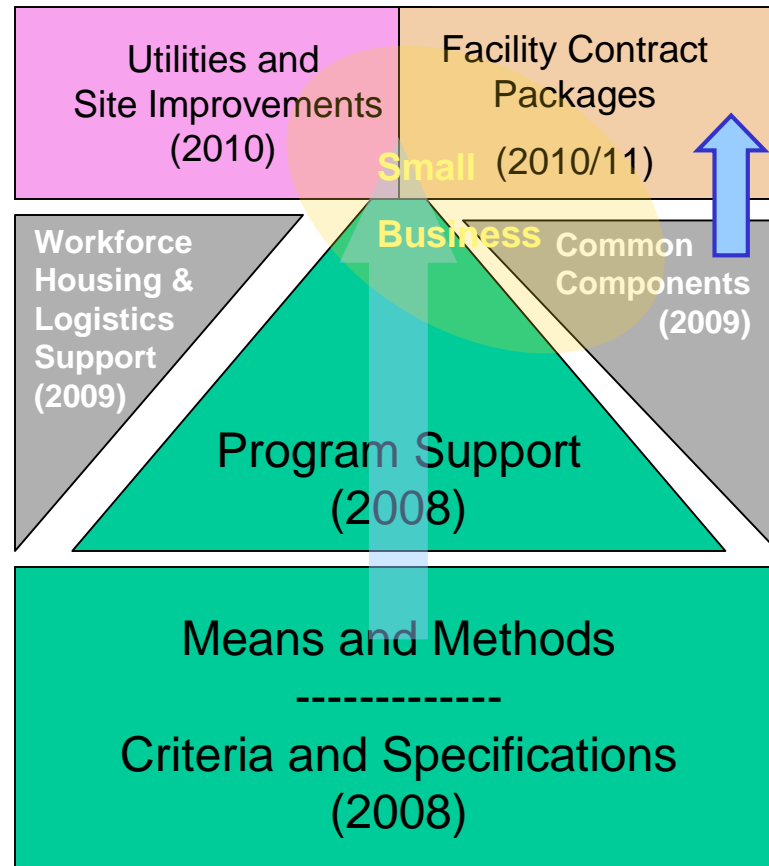 Utilities and
Site Improvements
(2010)
Facility Contract
Packages
(2010/11)
Small
Business
Workforce
Housing &
Logistics
Support
(2009)
Common
Components
(2009)
Program Support
(2008)
Means and Methods
-------------
Criteria and Specifications
(2008)